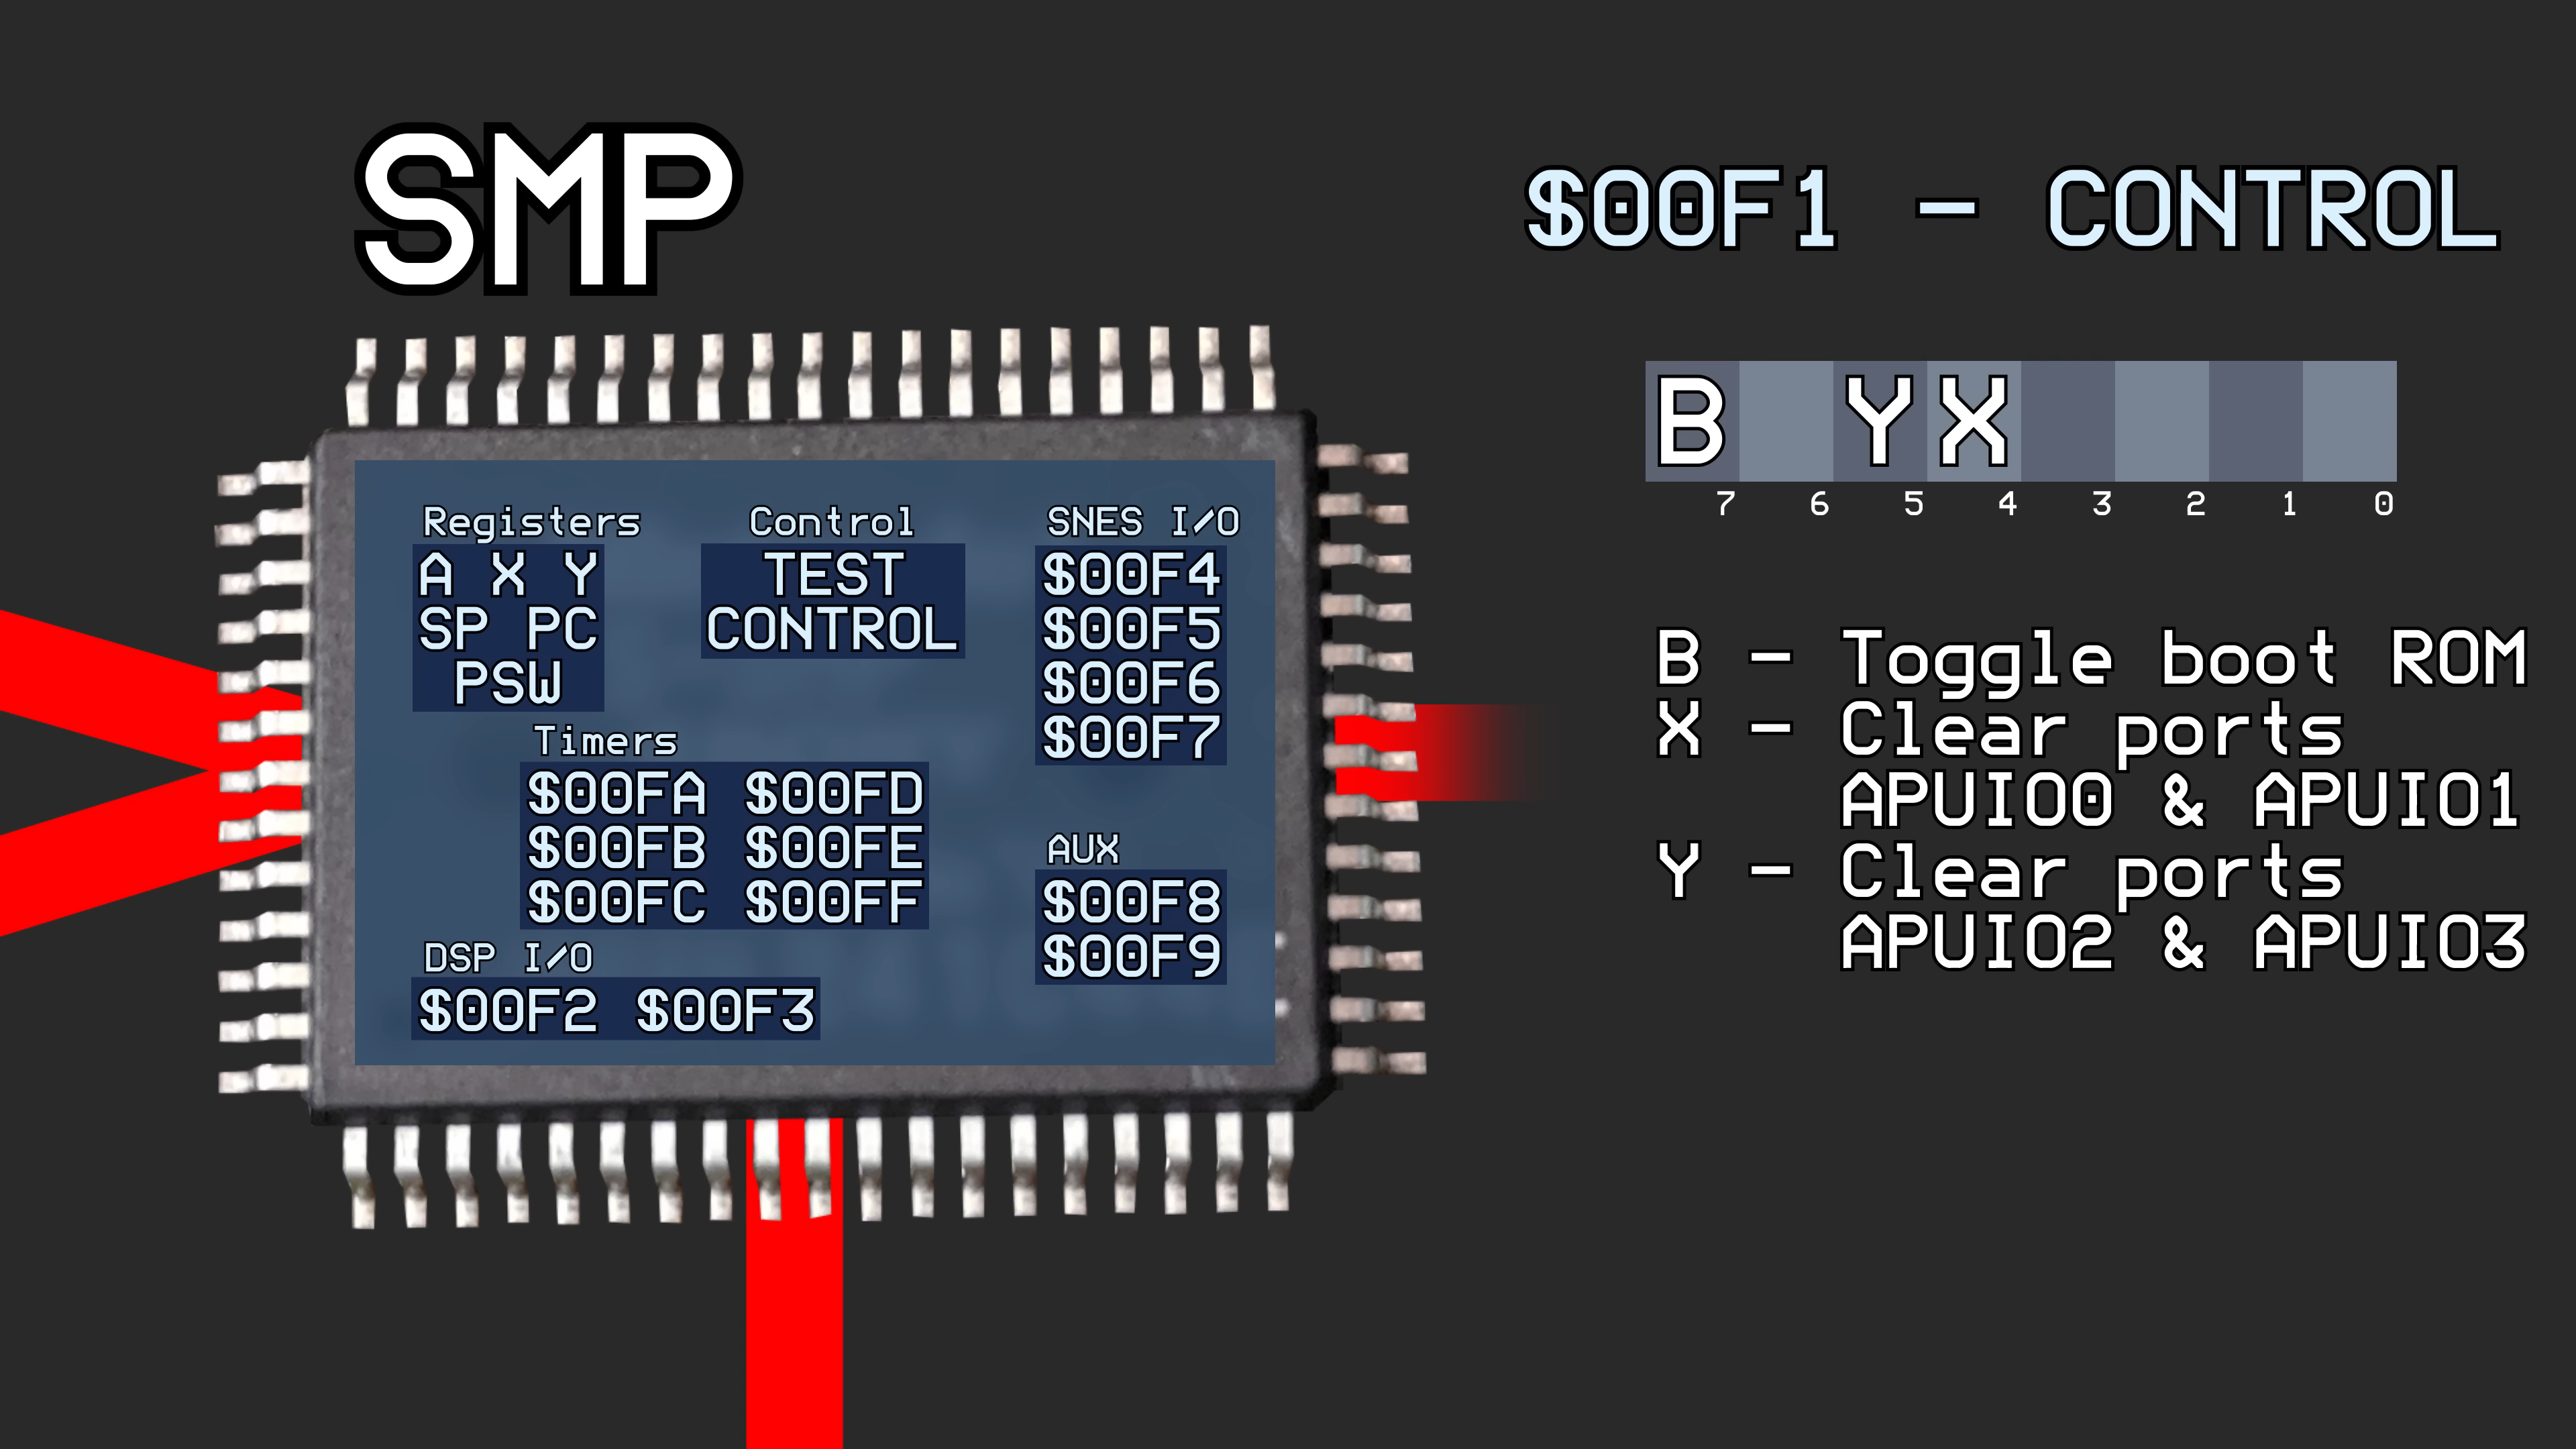 SMP
Registers
A X Y
SP PC
PSW
Control
TEST
CONTROL
SNES I/O
$00F4
$00F5
$00F6
$00F7
Timers
$00FA $00FD
$00FB $00FE
$00FC $00FF
AUX
$00F8
$00F9
DSP I/O
$00F2 $00F3
$00F1 - CONTROL
B Y X
7 6 5 4 3 2 1 0
B - Toggle boot ROM
X - Clear ports
APUIO0 & APUIO1
Y - Clear ports
APUIO2 & APUIO3